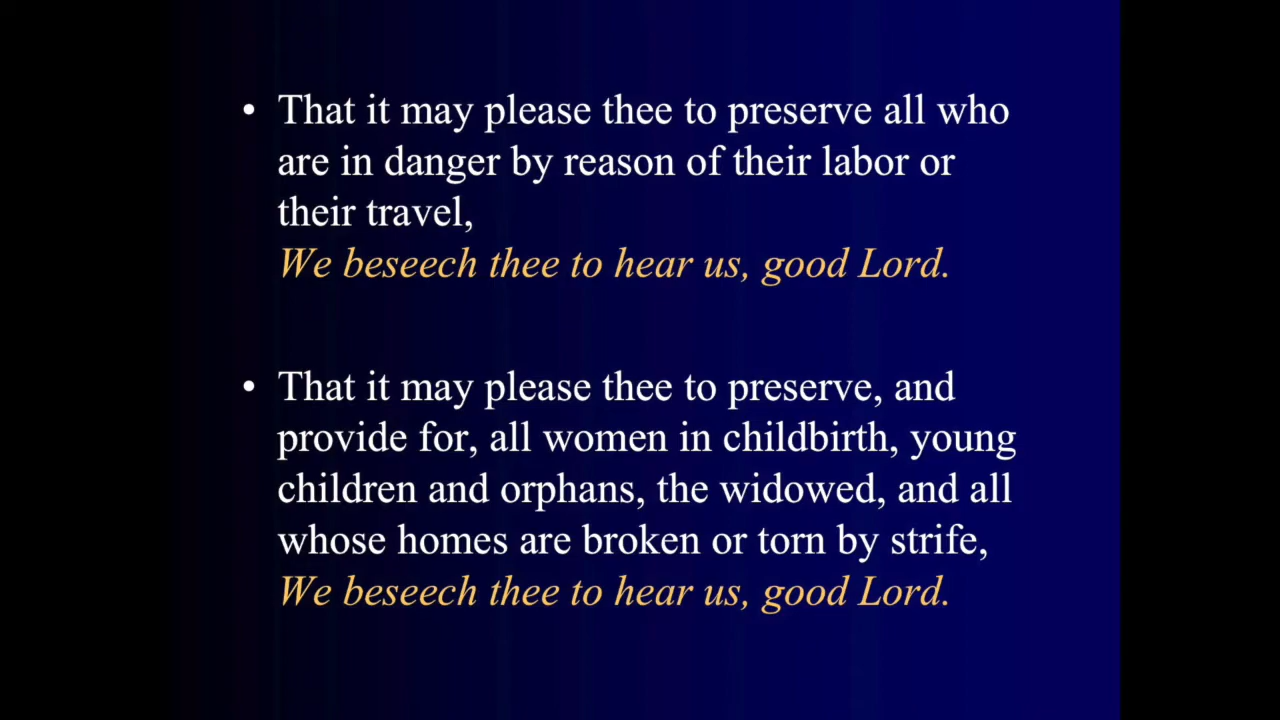 • That it may please thee to preserve all who
are in danger by reason of their labor or
their travel,
We beseech thee to hear us, good Lord.
• That it may please thee to preserve, and
provide for, all women in childbirth, young
children and orphans, the widowed, and all
whose homes are broken or torn by strife,
We beseech thee to hear us, good Lord.